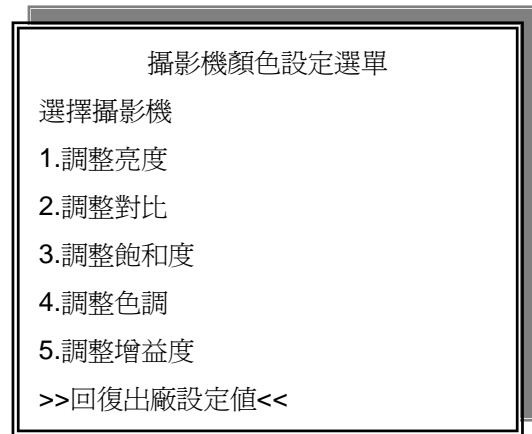 攝影機顏色設定選單
選擇攝影機
1.調整亮度
2.調整對比
3.調整飽和度
4.調整色調
5.調整增益度
>>回復出廠設定值<<